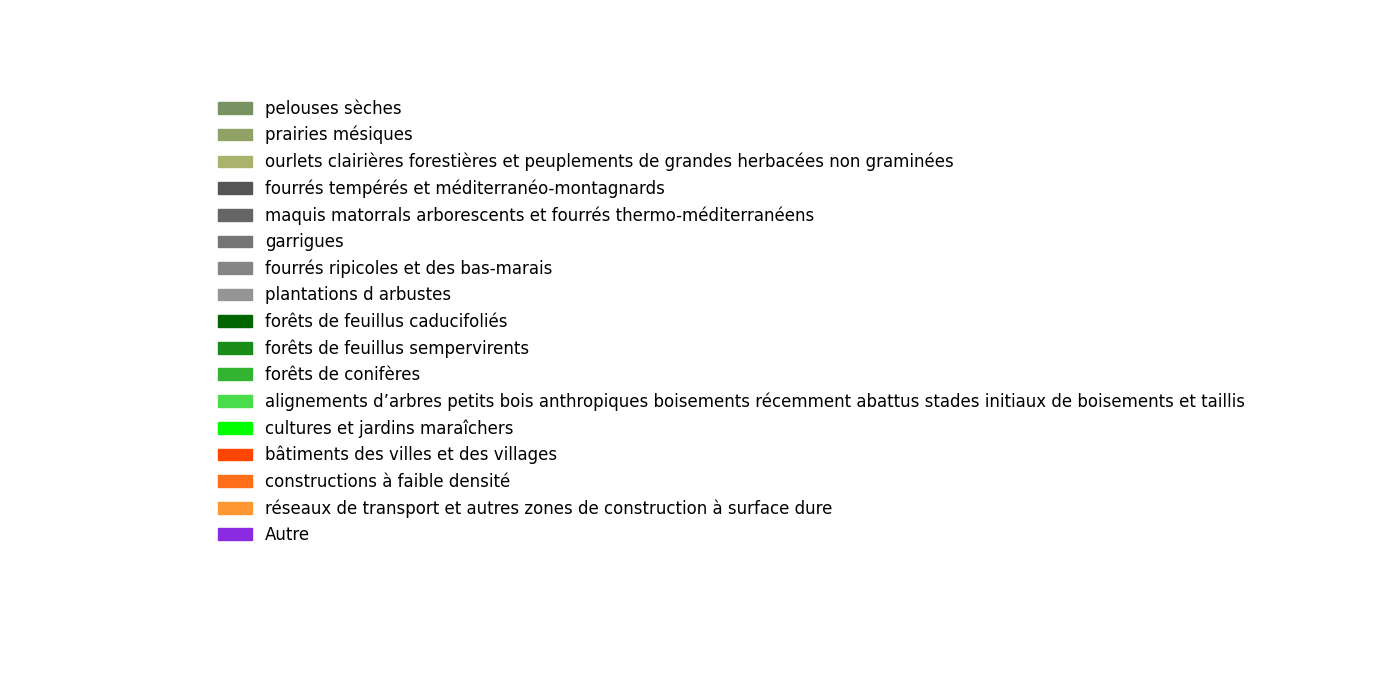 pelouses sèches
prairies mésiques
ourlets clairières forestières et peuplements de grandes herbacées non graminées
fourrés tempérés et méditerranéo-montagnards
maquis matorrals arborescents et fourrés thermo-méditerranéens
garrigues
fourrés ripicoles et des bas-marais
plantations d arbustes
forêts de feuillus caducifoliés
forêts de feuillus sempervirents
forêts de conifères
alignements d’arbres petits bois anthropiques boisements récemment abattus stades initiaux de boisements et taillis
cultures et jardins maraîchers
bâtiments des villes et des villages
constructions à faible densité
réseaux de transport et autres zones de construction à surface dure
Autre